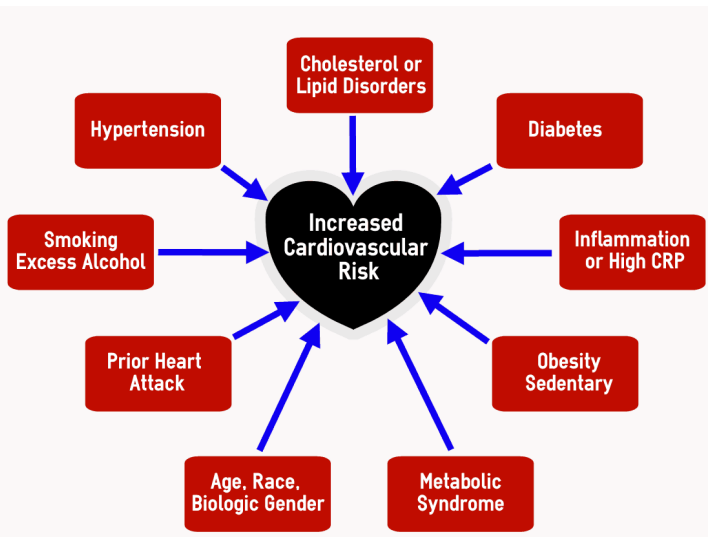 Cholesterol or
Lipid Disorders
Hypertension
Diabetes
Increased
Cardiovascular
Risk
Smoking
Excess Alcohol
Inflammation
or High CRP
Prior Heart
Attack
Obesity
Sedentary
Age, Race,
Biologic Gender
Metabolic
Syndrome